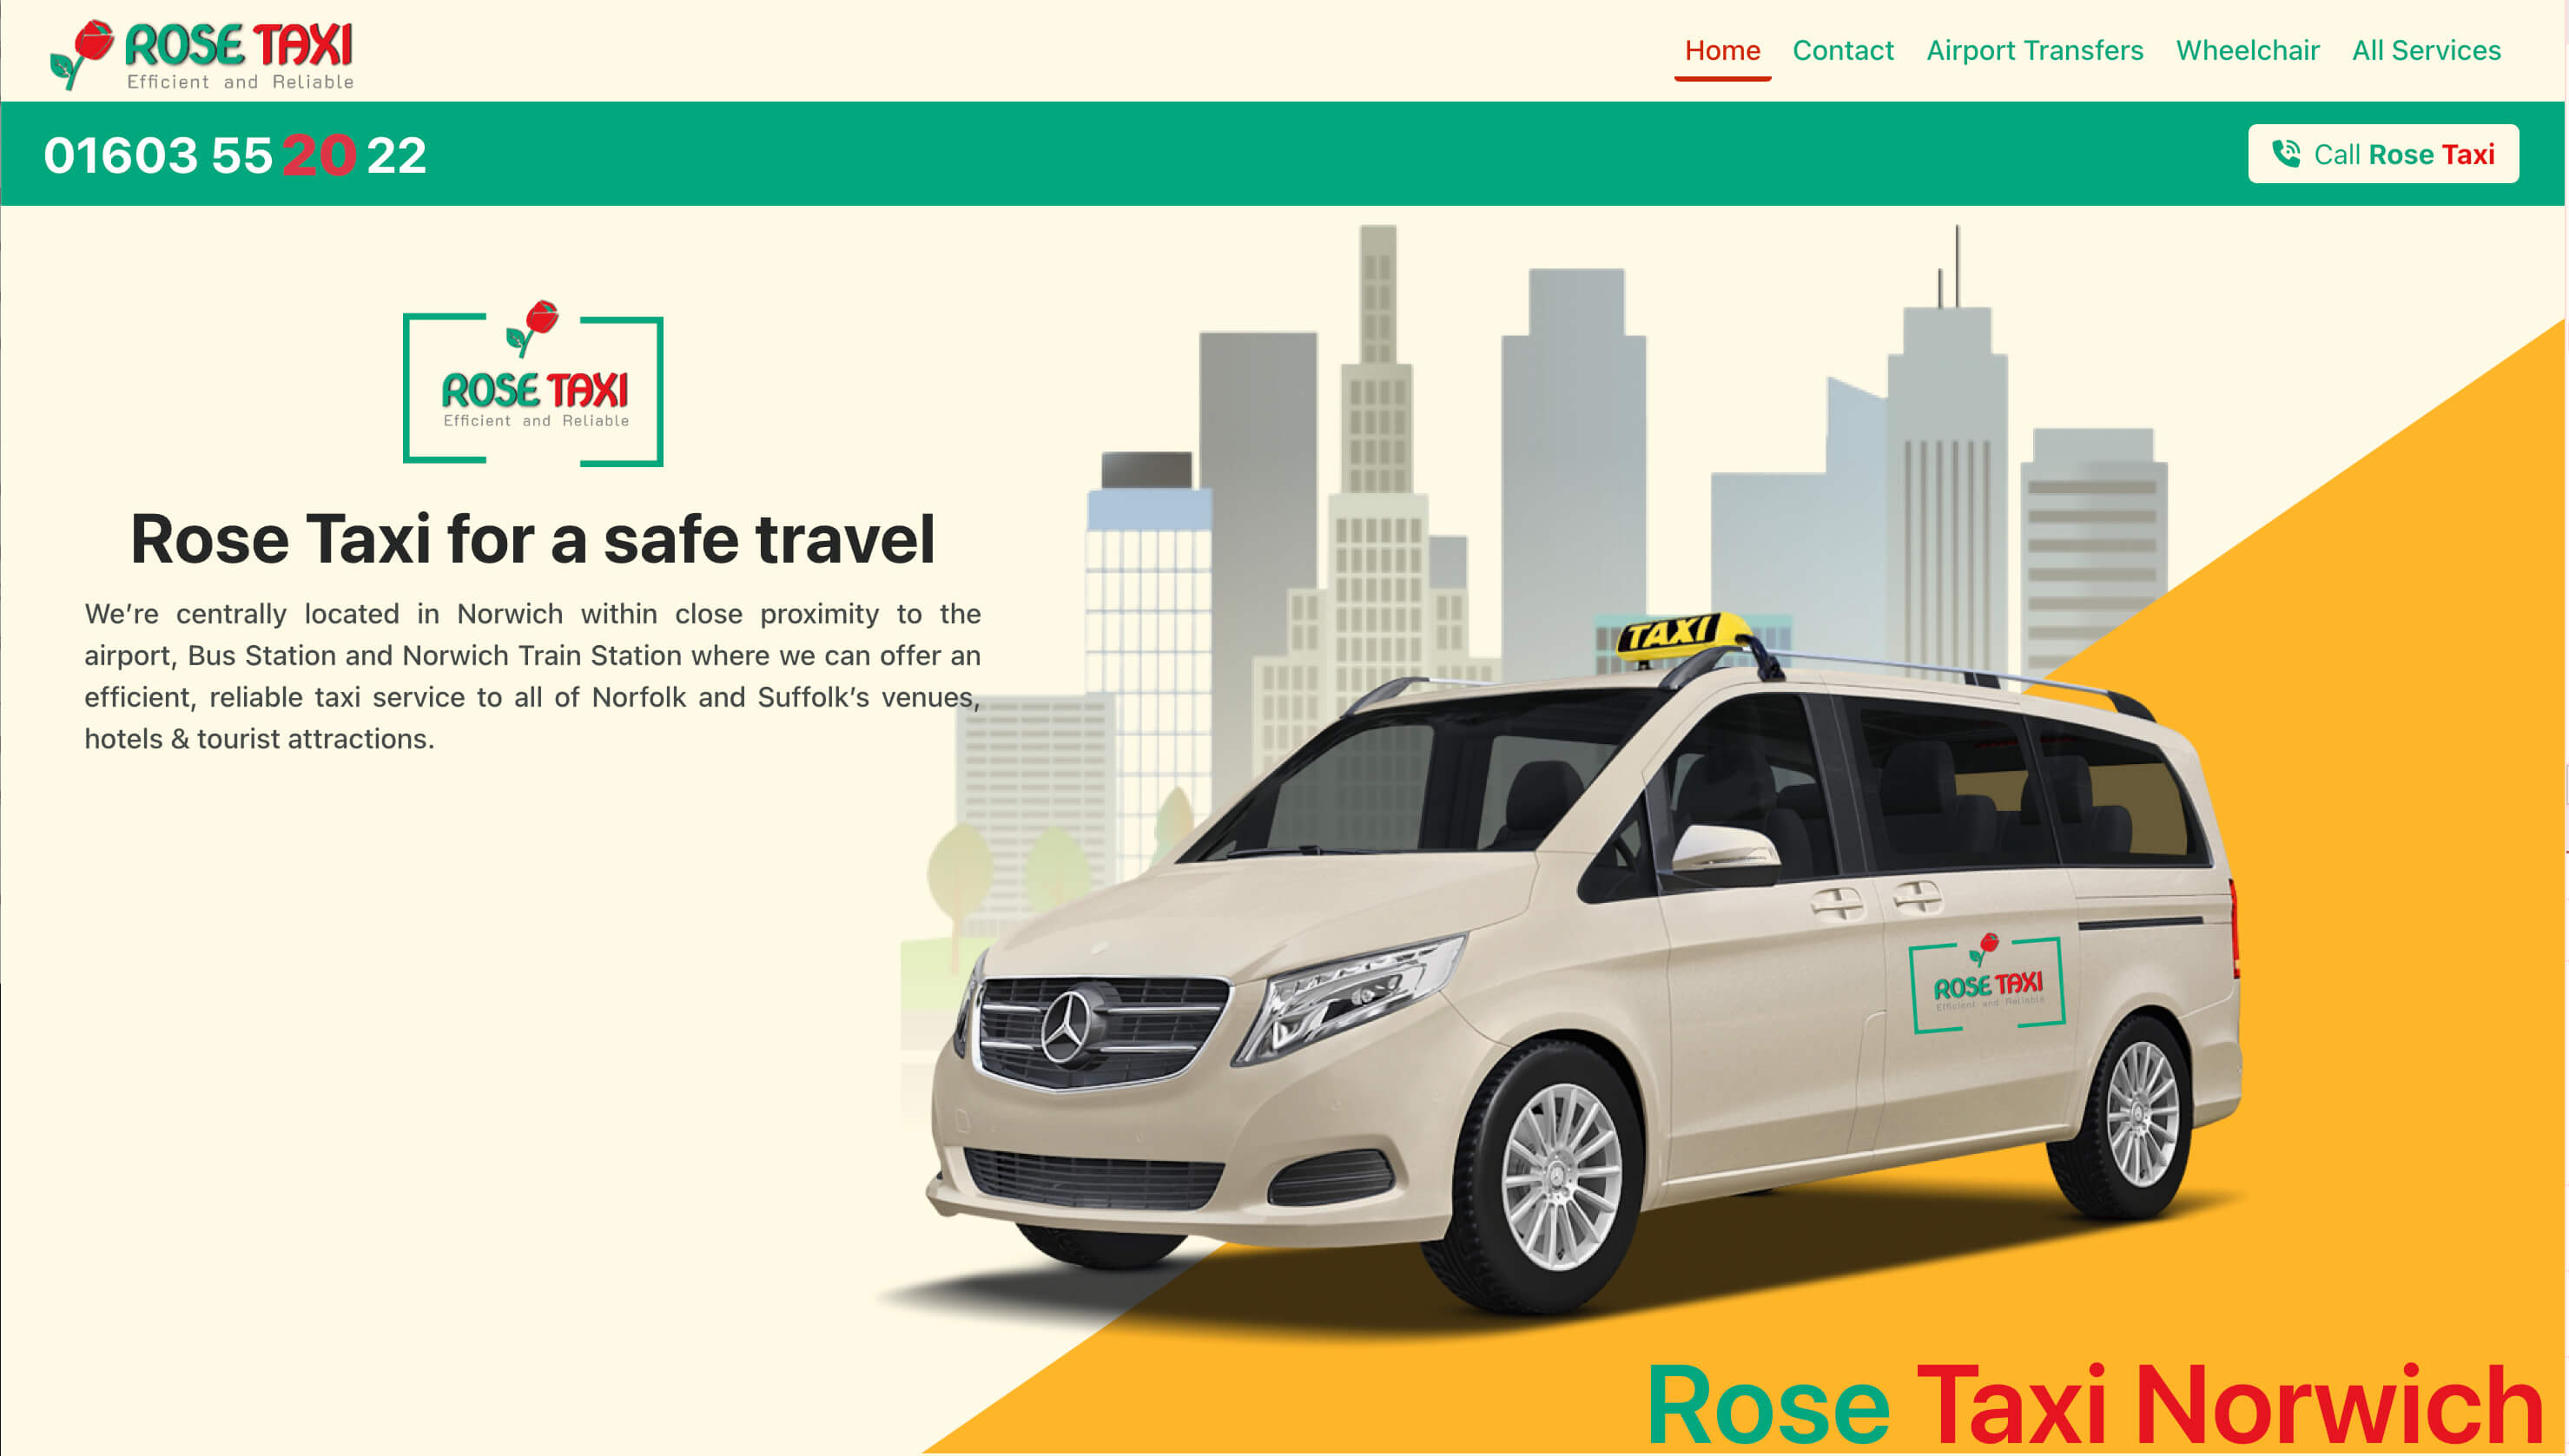 ROSE TAXI
Efficient and Reliable
Home Contact Airport Transfers Wheelchair All Services
01603 55 20 22
Call Rose Taxi
ROSE TAXI
Efficient and Reliable
Rose Taxi for a safe travel
We’re centrally located in Norwich within close proximity to the
airport, Bus Station and Norwich Train Station where we can offer an
efficient, reliable taxi service to all of Norfolk and Suffolk’s venues,
hotels & tourist attractions.
TAXI
ROSE TAXI
Efficient and Reliable
Rose Taxi Norwich